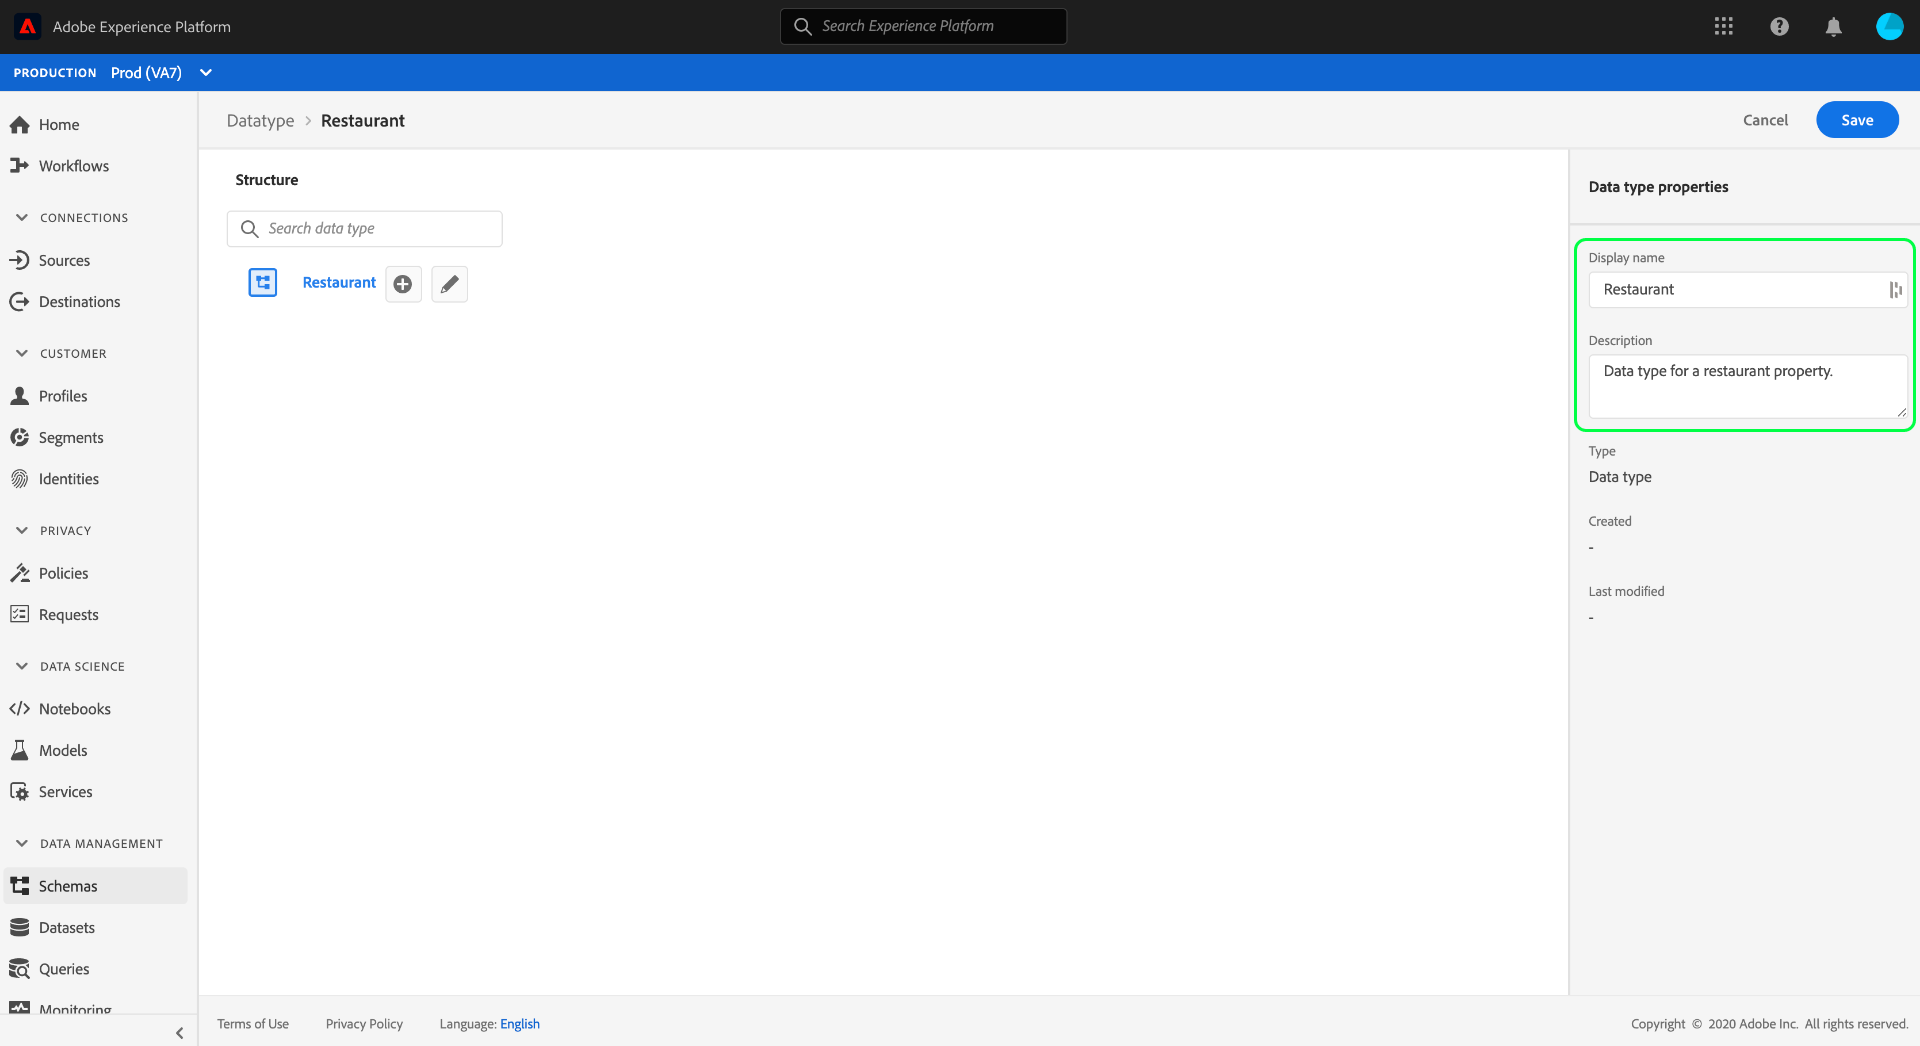 Adobe Experience Platform
Search Experience Platform
PRODUCTION Prod (VA7)
Home
Workflows
CONNECTIONS
Sources
Destinations
CUSTOMER
Profiles
Segments
Identities
PRIVACY
Policies
Requests
DATA SCIENCE
Notebooks
Models
Services
DATA MANAGEMENT
Schemas
Datasets
Queries
Monitoring
Datatype > Restaurant
Cancel
Save
Structure
Search data type
Restaurant
Data type properties
Display name
Restaurant
Description
Data type for a restaurant property.
Type
Data type
Created
-
Last modified
-
Terms of Use Privacy Policy Language: English
Copyright © 2020 Adobe Inc. All rights reserved.